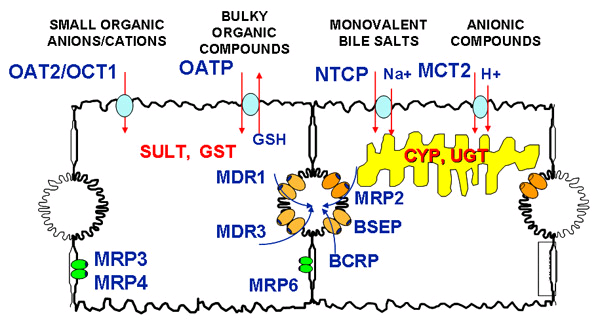 SMALL ORGANIC
ANIONS/CATIONS
BULKY
ORGANIC
COMPOUNDS
MONOVALENT
BILE SALTS
ANIONIC
COMPOUNDS
OAT2/OCT1
OATP
NTCP
Na+
MCT2
H+
GSH
SULT, GST
CYP, UGT
MDR1
MRP2
MDR3
BSEP
BCRP
MRP3
MRP4
MRP6